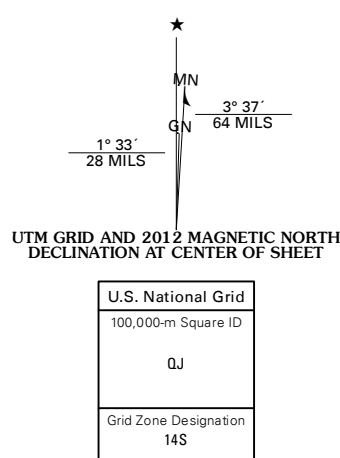 ★
MN
3° 37´
64 MILS
GN
1° 33´
28 MILS
UTM GRID AND 2012 MAGNETIC NORTH
DECLINATION AT CENTER OF SHEET
U.S. National Grid
100,000-m Square ID
QJ
Grid Zone Designation
14S